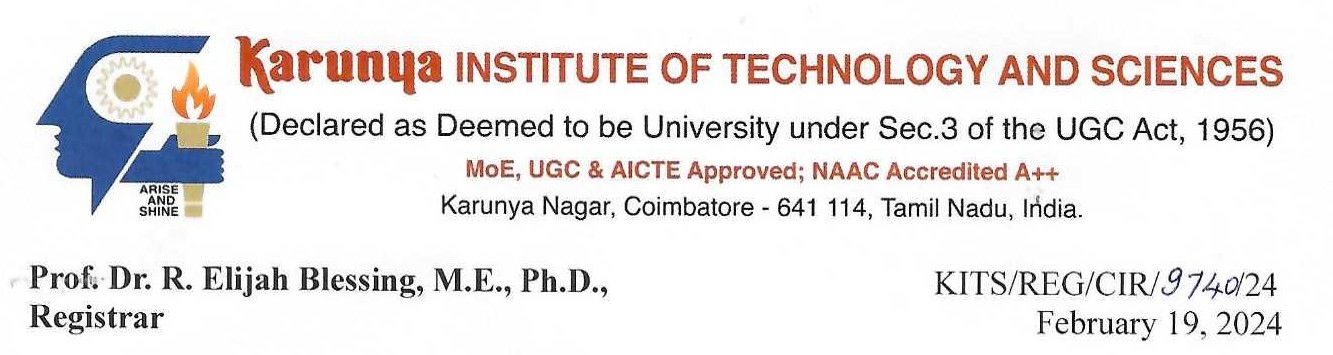 Karunya INSTITUTE OF TECHNOLOGY AND SCIENCES
(Declared as Deemed to be University under Sec.3 of the UGC Act, 1956)
MoE, UGC & AICTE Approved; NAAC Accredited A++
Karunya Nagar, Coimbatore - 641 114, Tamil Nadu, India.
ARISE
AND
SHINE
Prof. Dr. R. Elijah Blessing, M.E., Ph.D.,
Registrar
KITS/REG/CIR/9740/24
February 19, 2024